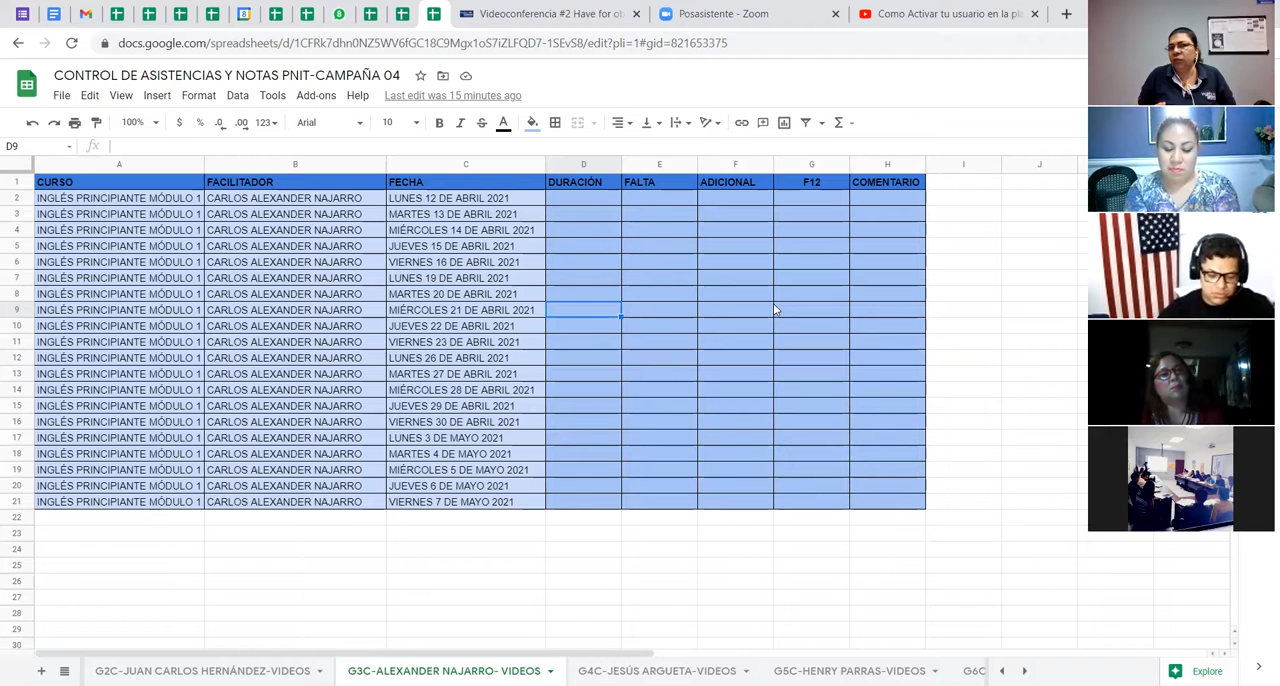 Videoconferencia #2 Have for ob
Posasistente - Zoom
Como Activar tu usuario en la pla
docs.google.com/spreadsheets/d/1CFRk7dhn0NZ5WV6fGC18C9Mgx1oS7iZLFQD7-1SEvS8/edit?pli=1#gid=821653375
CONTROL DE ASISTENCIAS Y NOTAS PNIT-CAMPAÑA 04
File Edit View Insert Format Data Tools Add-ons Help Last edit was 15 minutes ago
100% $ % .0 .00 123 Arial 10 B I S A
D9 fx
A B C D E F G H I J
1 CURSO FACILITADOR FECHA DURACIÓN FALTA ADICIONAL F12 COMENTARIO
2 INGLÉS PRINCIPIANTE MÓDULO 1 CARLOS ALEXANDER NAJARRO LUNES 12 DE ABRIL 2021
3 INGLÉS PRINCIPIANTE MÓDULO 1 CARLOS ALEXANDER NAJARRO MARTES 13 DE ABRIL 2021
4 INGLÉS PRINCIPIANTE MÓDULO 1 CARLOS ALEXANDER NAJARRO MIÉRCOLES 14 DE ABRIL 2021
5 INGLÉS PRINCIPIANTE MÓDULO 1 CARLOS ALEXANDER NAJARRO JUEVES 15 DE ABRIL 2021
6 INGLÉS PRINCIPIANTE MÓDULO 1 CARLOS ALEXANDER NAJARRO VIERNES 16 DE ABRIL 2021
7 INGLÉS PRINCIPIANTE MÓDULO 1 CARLOS ALEXANDER NAJARRO LUNES 19 DE ABRIL 2021
8 INGLÉS PRINCIPIANTE MÓDULO 1 CARLOS ALEXANDER NAJARRO MARTES 20 DE ABRIL 2021
9 INGLÉS PRINCIPIANTE MÓDULO 1 CARLOS ALEXANDER NAJARRO MIÉRCOLES 21 DE ABRIL 2021
10 INGLÉS PRINCIPIANTE MÓDULO 1 CARLOS ALEXANDER NAJARRO JUEVES 22 DE ABRIL 2021
11 INGLÉS PRINCIPIANTE MÓDULO 1 CARLOS ALEXANDER NAJARRO VIERNES 23 DE ABRIL 2021
12 INGLÉS PRINCIPIANTE MÓDULO 1 CARLOS ALEXANDER NAJARRO LUNES 26 DE ABRIL 2021
13 INGLÉS PRINCIPIANTE MÓDULO 1 CARLOS ALEXANDER NAJARRO MARTES 27 DE ABRIL 2021
14 INGLÉS PRINCIPIANTE MÓDULO 1 CARLOS ALEXANDER NAJARRO MIÉRCOLES 28 DE ABRIL 2021
15 INGLÉS PRINCIPIANTE MÓDULO 1 CARLOS ALEXANDER NAJARRO JUEVES 29 DE ABRIL 2021
16 INGLÉS PRINCIPIANTE MÓDULO 1 CARLOS ALEXANDER NAJARRO VIERNES 30 DE ABRIL 2021
17 INGLÉS PRINCIPIANTE MÓDULO 1 CARLOS ALEXANDER NAJARRO LUNES 3 DE MAYO 2021
18 INGLÉS PRINCIPIANTE MÓDULO 1 CARLOS ALEXANDER NAJARRO MARTES 4 DE MAYO 2021
19 INGLÉS PRINCIPIANTE MÓDULO 1 CARLOS ALEXANDER NAJARRO MIÉRCOLES 5 DE MAYO 2021
20 INGLÉS PRINCIPIANTE MÓDULO 1 CARLOS ALEXANDER NAJARRO JUEVES 6 DE MAYO 2021
21 INGLÉS PRINCIPIANTE MÓDULO 1 CARLOS ALEXANDER NAJARRO VIERNES 7 DE MAYO 2021
22
23
24
25
26
27
28
29
30
G2C-JUAN CARLOS HERNÁNDEZ-VIDEOS G3C-ALEXANDER NAJARRO- VIDEOS G4C-JESÚS ARGUETA-VIDEOS G5C-HENRY PARRAS-VIDEOS G6C Explore